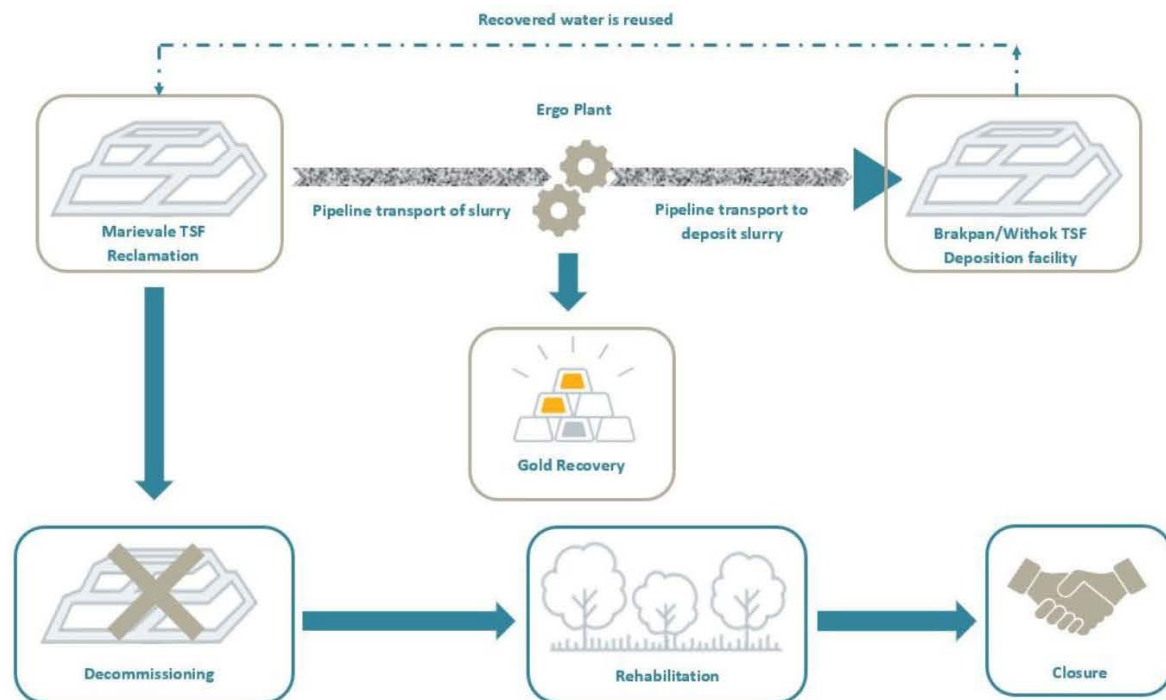 Recovered water is reused
Ergo Plant
Pipeline transport of slurry
Pipeline transport to
deposit slurry
Marievale TSF
Reclamation
Brakpan/Withok TSF
Deposition facility
Gold Recovery
Decommissioning
Rehabilitation
Closure